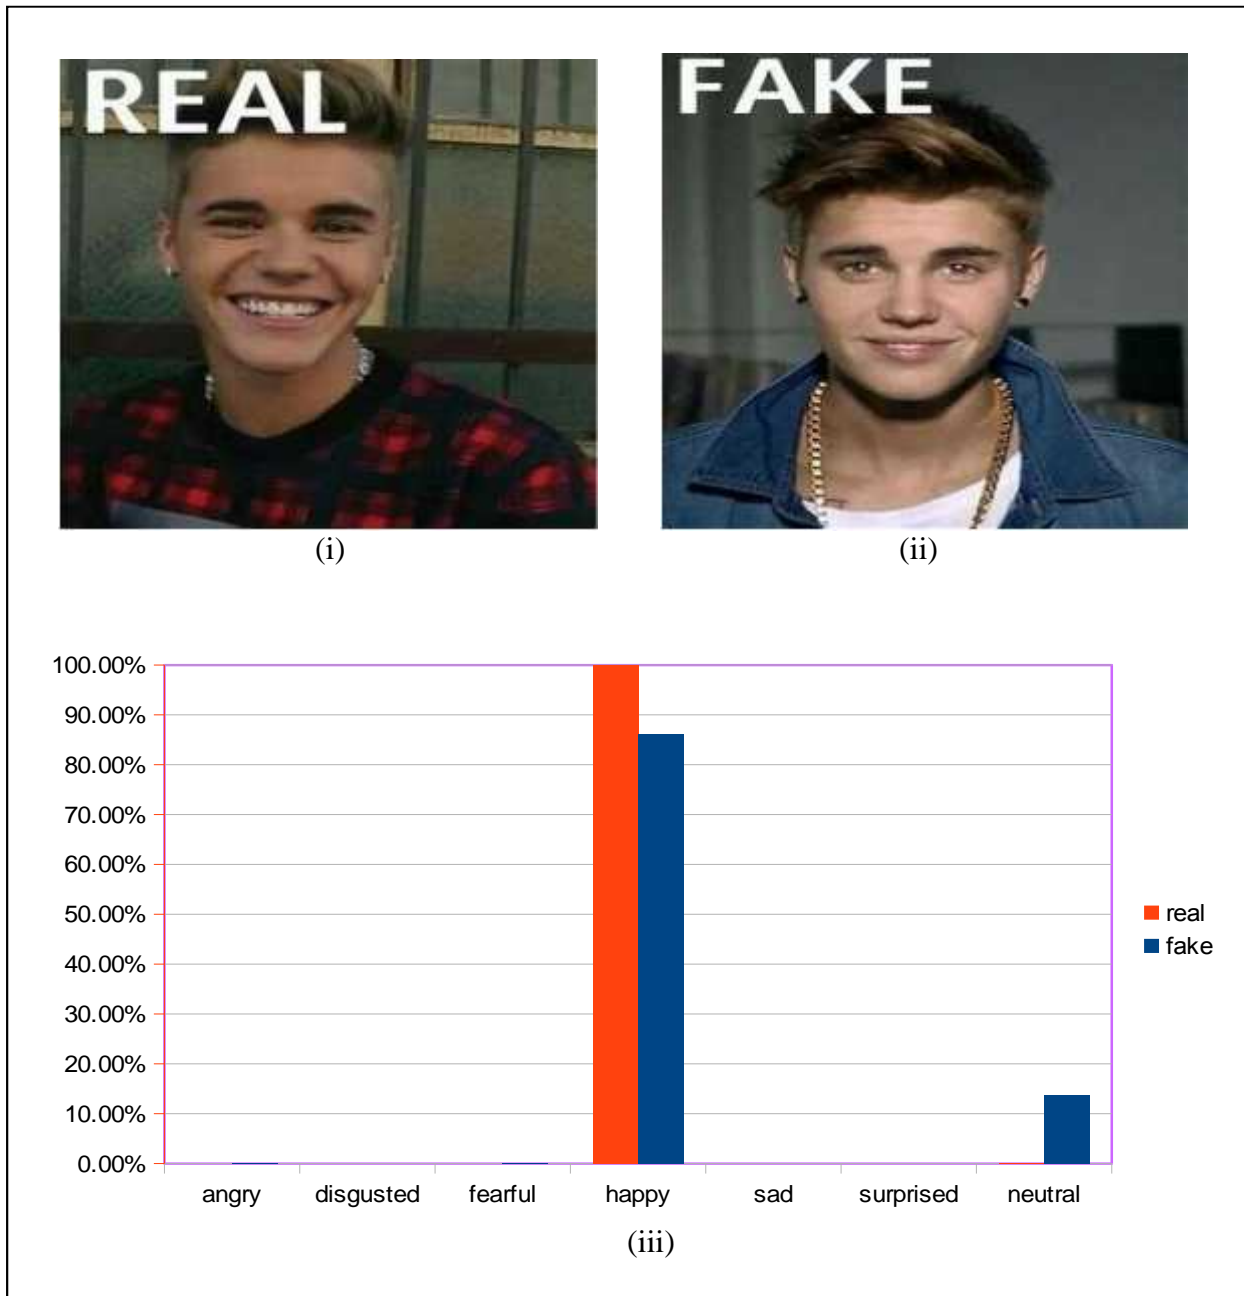 REAL
FAKE
(i)
(ii)
100.00%
90.00%
80.00%
70.00%
60.00%
50.00%
40.00%
30.00%
20.00%
10.00%
0.00%
real
fake
angry disgusted fearful happy sad surprised neutral
(iii)